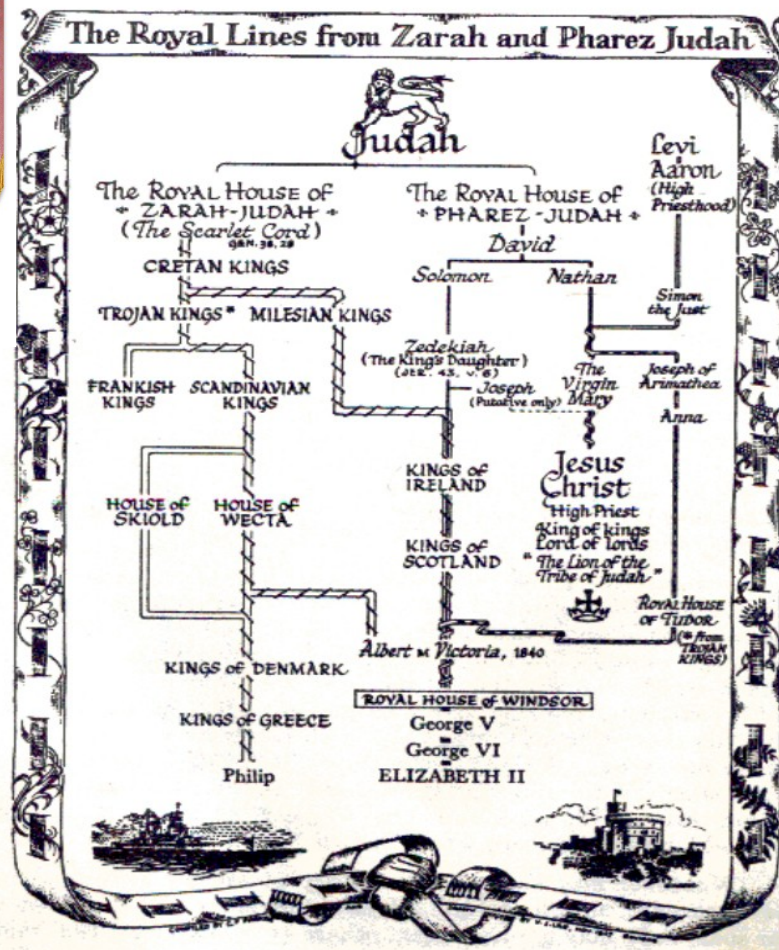 The Royal Lines from Zarah and Pharez Judah
Judah
Levi
Aaron
(High
Priesthood)
The ROYAL HOUSE OF
ZARAH-JUDAH
(The Scarlet Cord)
GEN. 38, 28
The ROYAL HOUSE OF
PHAREZ-JUDAH
David
Solomon
Nathan
CRETAN KINGS
TROJAN KINGS*
MILESIAN KINGS
Simon
the Just
Zedekiah
(The King's Daughter)
(JER. 43, v. 6)
Joseph
(Putative only)
The
Virgin
Mary
Joseph of
Arimathea
Anna
FRANKISH
KINGS
SCANDINAVIAN
KINGS
KINGS of
IRELAND
Jesus
Christ
High Priest
King of kings
Lord of lords
"The Lion of the
Tribe of Judah"
HOUSE of
SKIOLD
HOUSE of
WECTA
KINGS of
SCOTLAND
ROYAL HOUSE
OF TUDOR
(* from
TROJAN
KINGS)
Albert M Victoria, 1840
KINGS of DENMARK
ROYAL HOUSE of WINDSOR
KINGS of GREECE
George V
George VI
Philip
ELIZABETH II